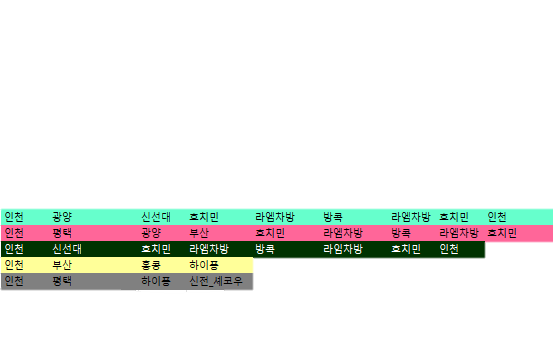 인천 광양 신선대 호치민 라엠차방 방콕 라엠차방 호치민 인천
인천 평택 광양 부산 호치민 라엠차방 방콕 라엠차방 호치민
인천 신선대 호치민 라엠차방 방콕 라엠차방 호치민 인천
인천 부산 홍콩 하이퐁
인천 평택 하이퐁 신전_셰코우